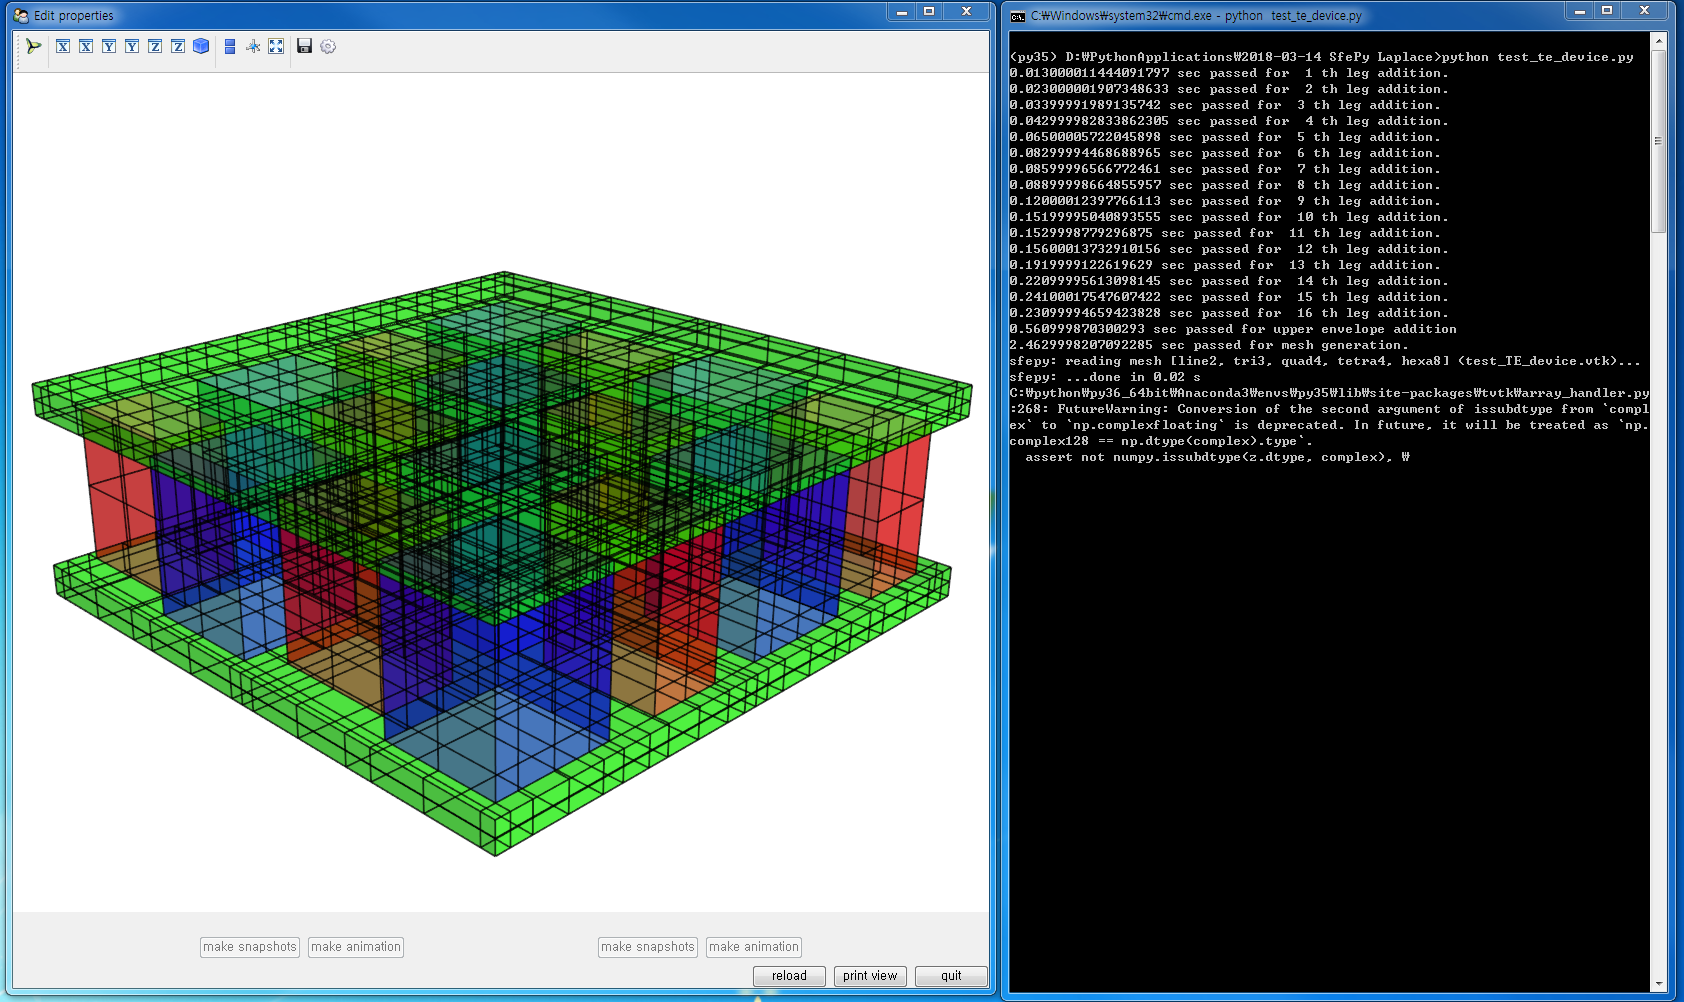 Edit properties
X X Y Y Z Z
make snapshots make animation make snapshots make animation
reload print view quit
C:₩Windows₩system32₩cmd.exe - python  test_te_device.py
(py35) D:₩PythonApplications₩2018-03-14 SfePy Laplace>python test_te_device.py
0.013000011444091797 sec passed for  1 th leg addition.
0.023000001907348633 sec passed for  2 th leg addition.
0.03399991989135742 sec passed for  3 th leg addition.
0.042999982833862305 sec passed for  4 th leg addition.
0.06500005722045898 sec passed for  5 th leg addition.
0.08299994468688965 sec passed for  6 th leg addition.
0.08599996566772461 sec passed for  7 th leg addition.
0.08899998664855957 sec passed for  8 th leg addition.
0.12000012397766113 sec passed for  9 th leg addition.
0.15199995040893555 sec passed for  10 th leg addition.
0.1529998779296875 sec passed for  11 th leg addition.
0.15600013732910156 sec passed for  12 th leg addition.
0.1919999122619629 sec passed for  13 th leg addition.
0.22099995613098145 sec passed for  14 th leg addition.
0.24100017547607422 sec passed for  15 th leg addition.
0.23099994659423828 sec passed for  16 th leg addition.
0.560999870300293 sec passed for upper envelope addition
2.4629998207092285 sec passed for mesh generation.
sfepy: reading mesh [line2, tri3, quad4, tetra4, hexa8] (test_TE_device.vtk)...
sfepy: ...done in 0.02 s
C:₩python₩py36_64bit₩Anaconda3₩envs₩py35₩lib₩site-packages₩tvtk₩array_handler.py
:268: FutureWarning: Conversion of the second argument of issubdtype from `compl
ex` to `np.complexfloating` is deprecated. In future, it will be treated as `np.
complex128 == np.dtype(complex).type`.
  assert not numpy.issubdtype(z.dtype, complex), ₩